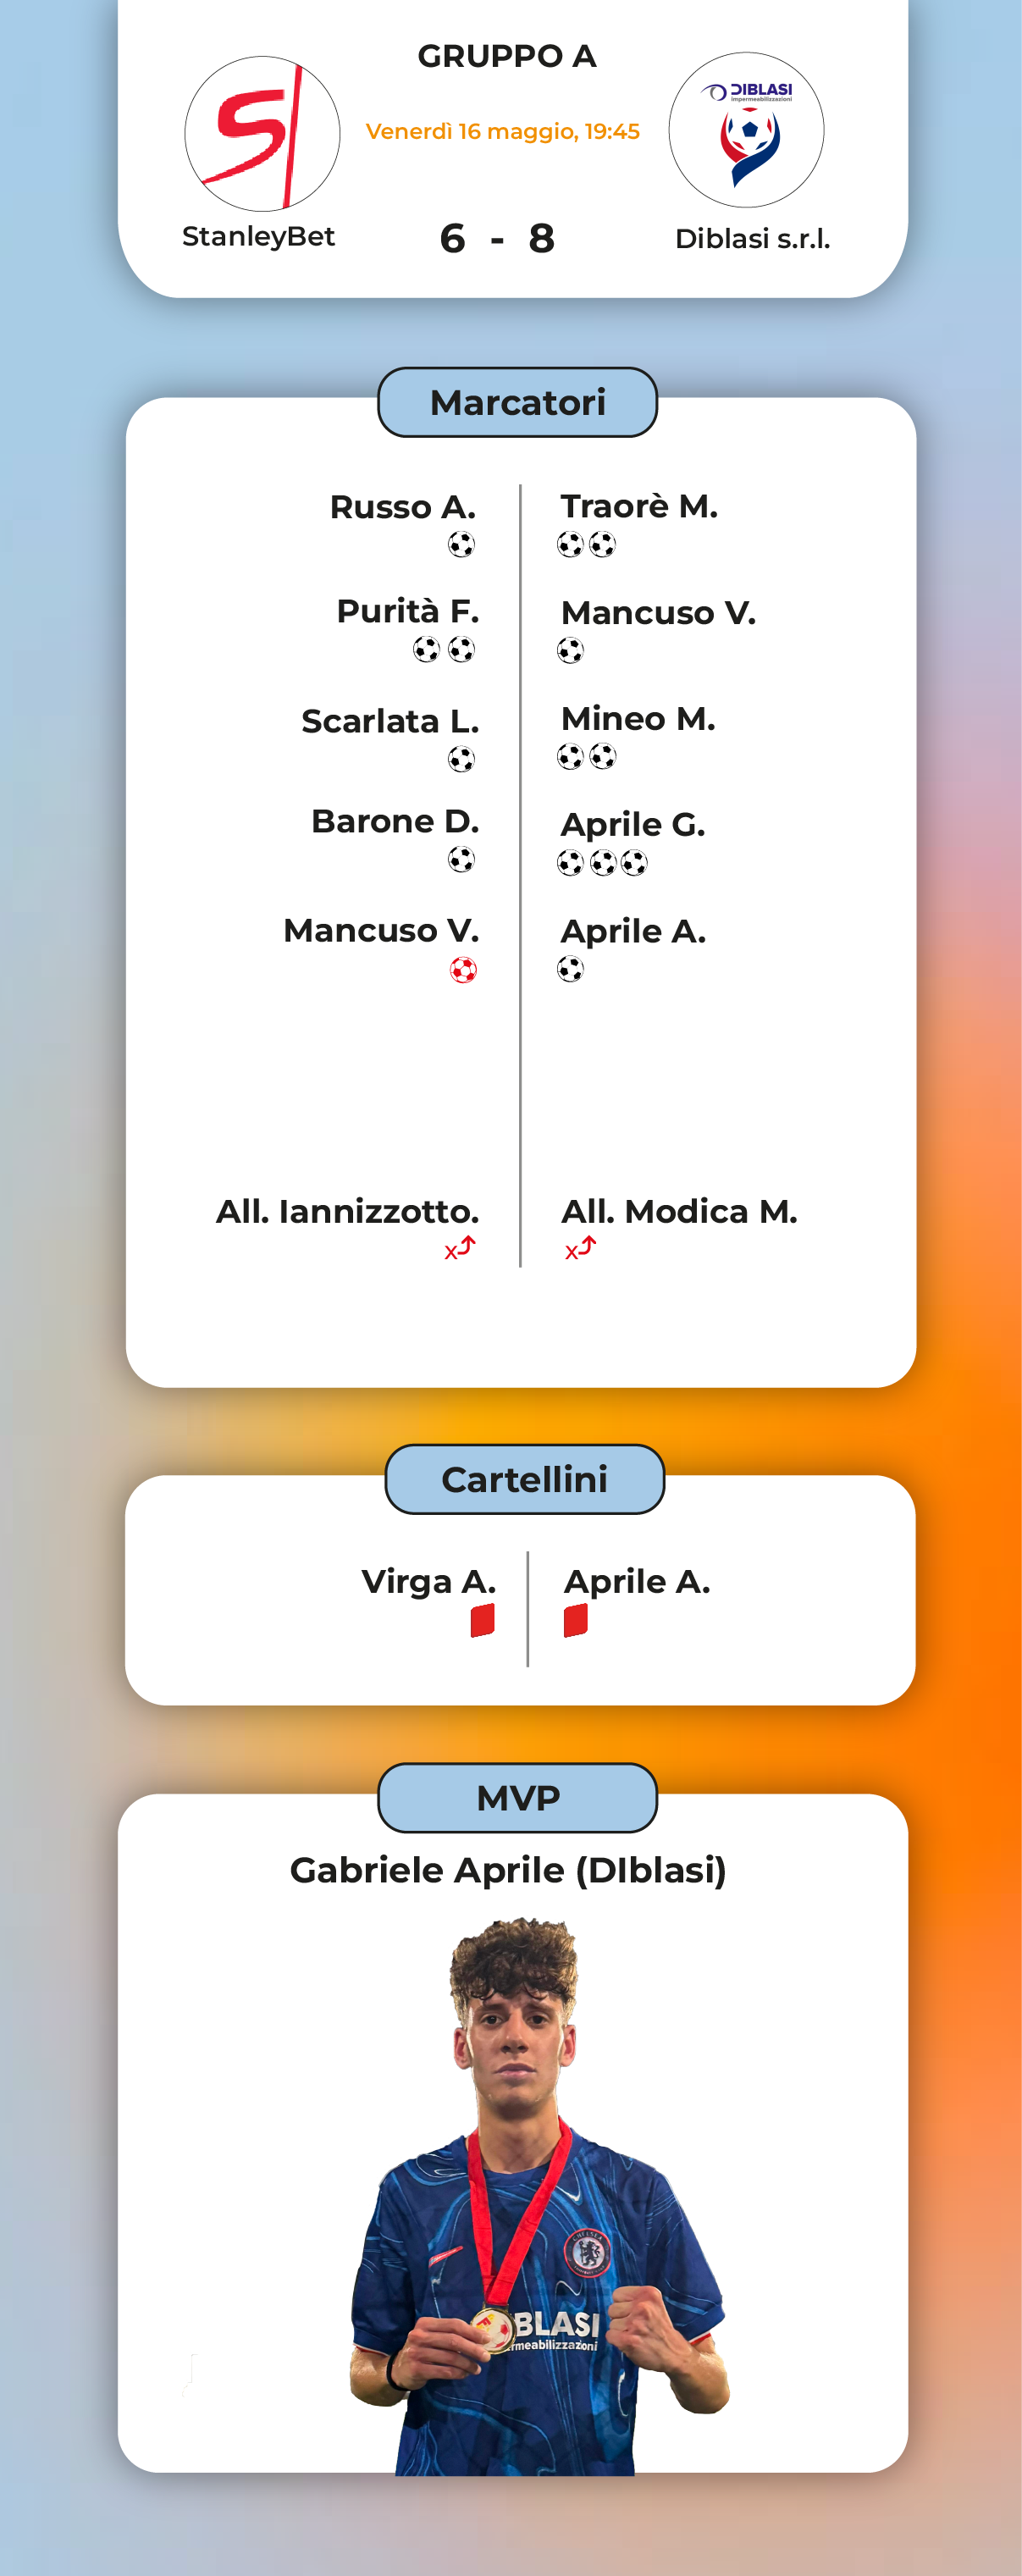 GRUPPO A
DIBLASI
impermeabilizzazioni
Venerdì 16 maggio, 19:45
StanleyBet
6 - 8
Diblasi s.r.l.
Marcatori
Russo A.
Traorè M.
Purità F.
Mancuso V.
Scarlata L.
Mineo M.
Barone D.
Aprile G.
Mancuso V.
Aprile A.
All. Iannizzotto.
All. Modica M.
x
x
Cartellini
Virga A.
Aprile A.
MVP
Gabriele Aprile (DIblasi)
CHELSEA
BLASI
rmeabilizzazioni